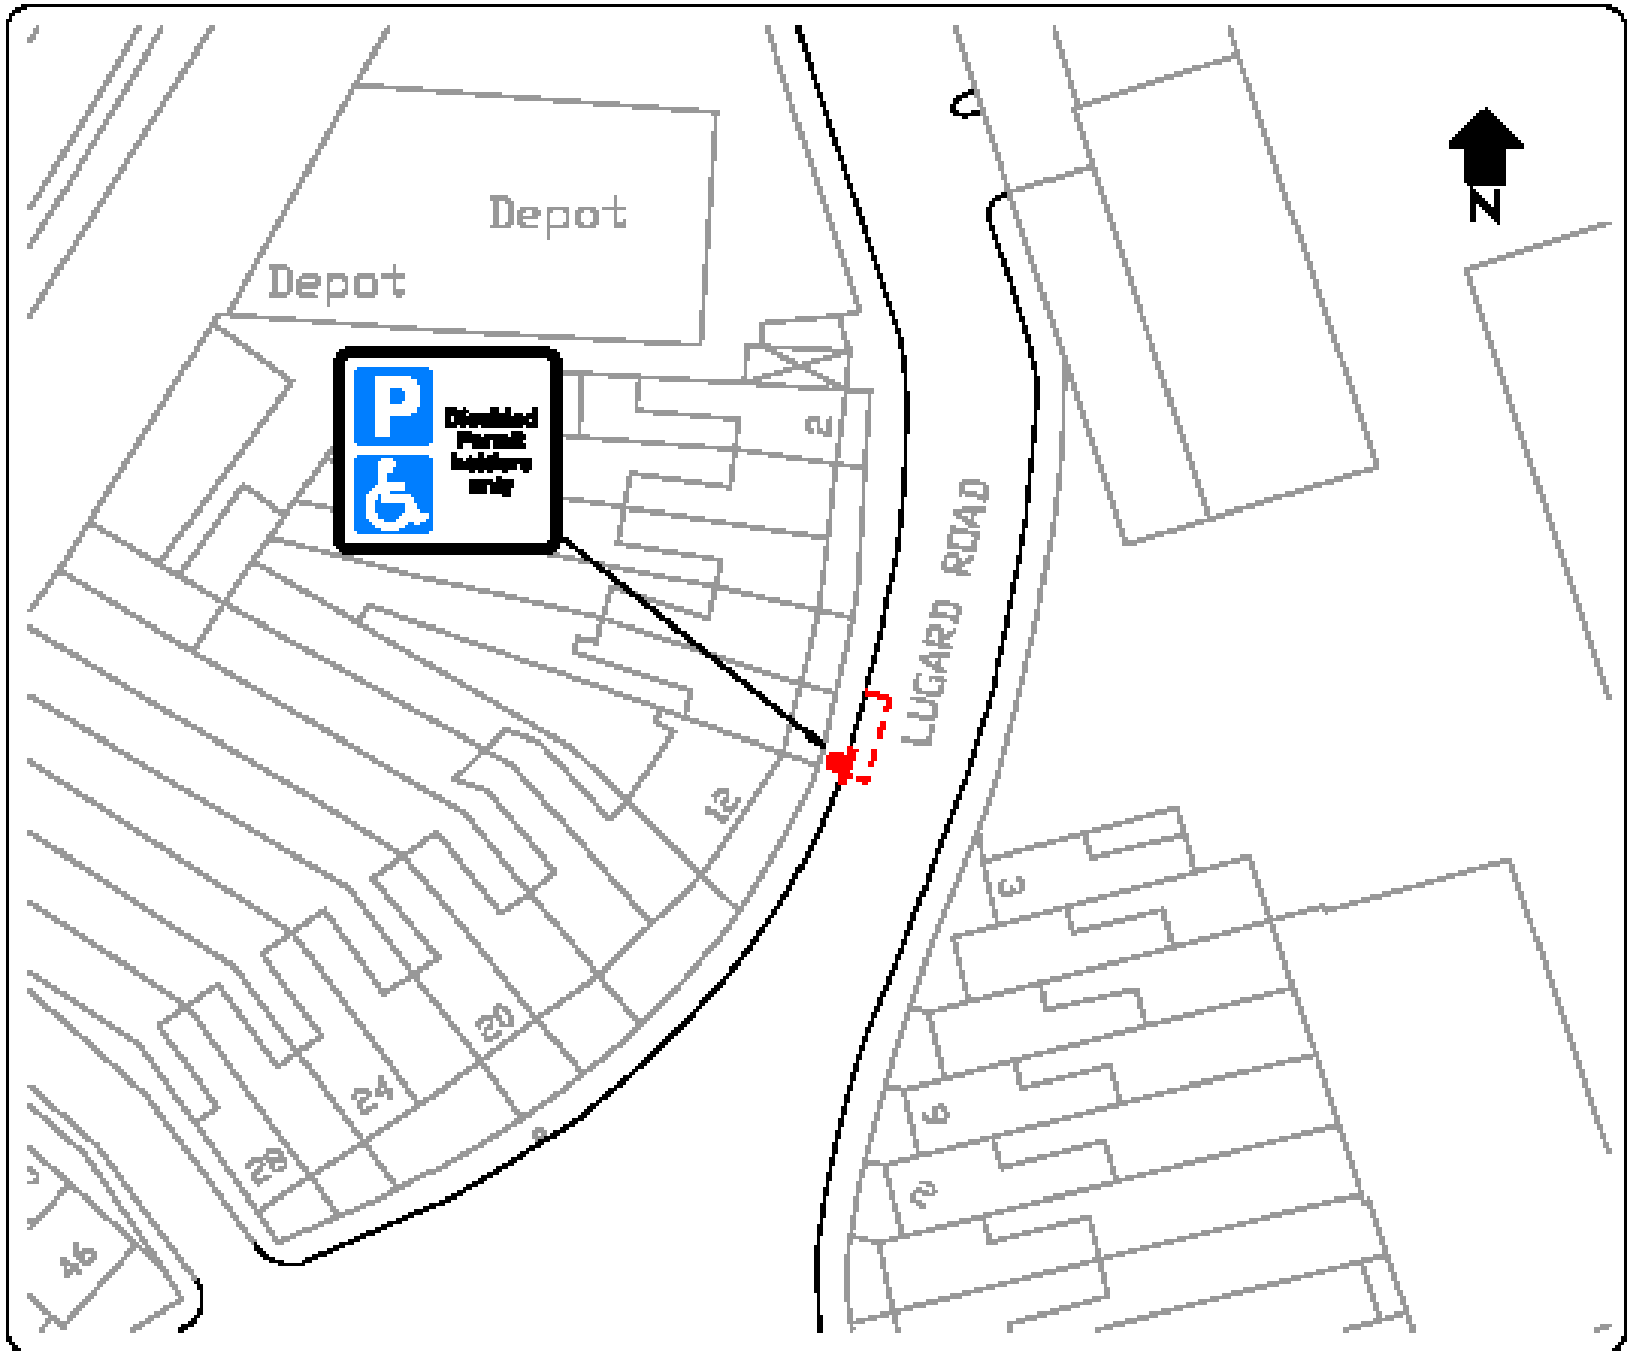 Depot
Depot
N
P
Disabled
Permit
holders
only
2
LUGARD ROAD
12
3
20
24
9
28
46